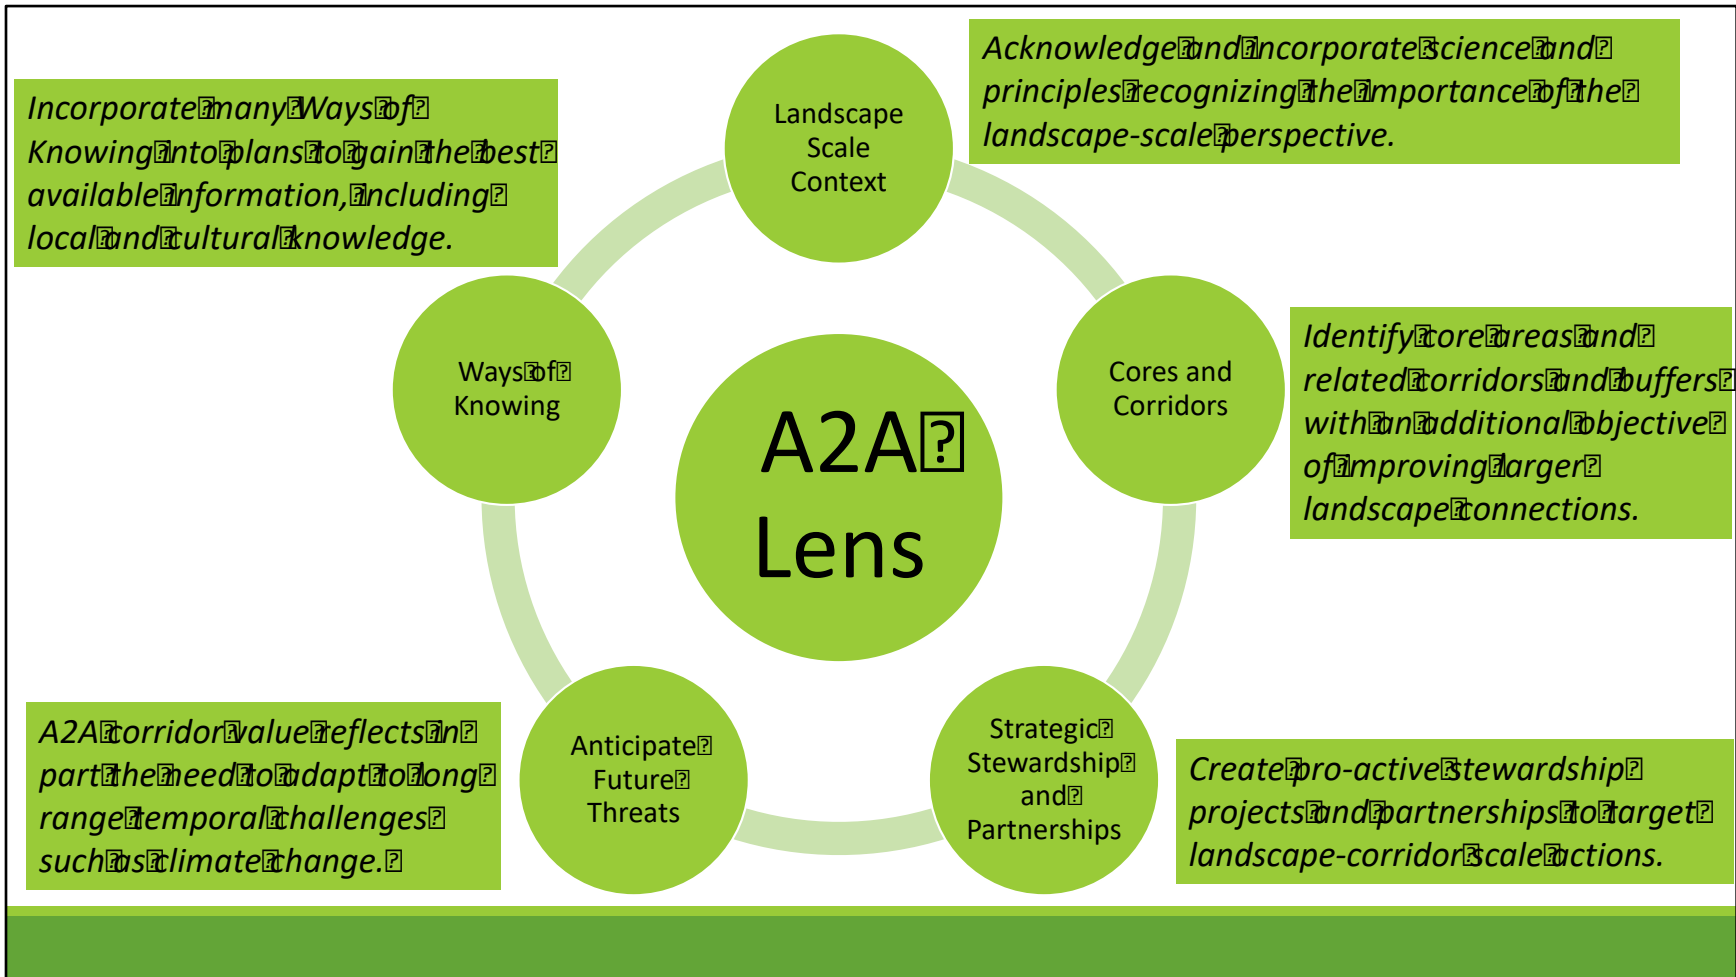 Acknowledge and incorporate science and
principles recognizing the importance of the
landscape-scale perspective.
Incorporate many Ways of
Knowing into plans to gain the best
available information, including
local and cultural knowledge.
Landscape
Scale
Context
Ways of
Knowing
Cores and
Corridors
Identify core areas and
related corridors and buffers
with an additional objective
of improving larger
landscape connections.
A2A
Lens
A2A corridor value reflects in
part the need to adapt to long
range temporal challenges
such as climate change.
Anticipate
Future
Threats
Strategic
Stewardship
and
Partnerships
Create pro-active stewardship
projects and partnerships to target
landscape-corridor scale actions.